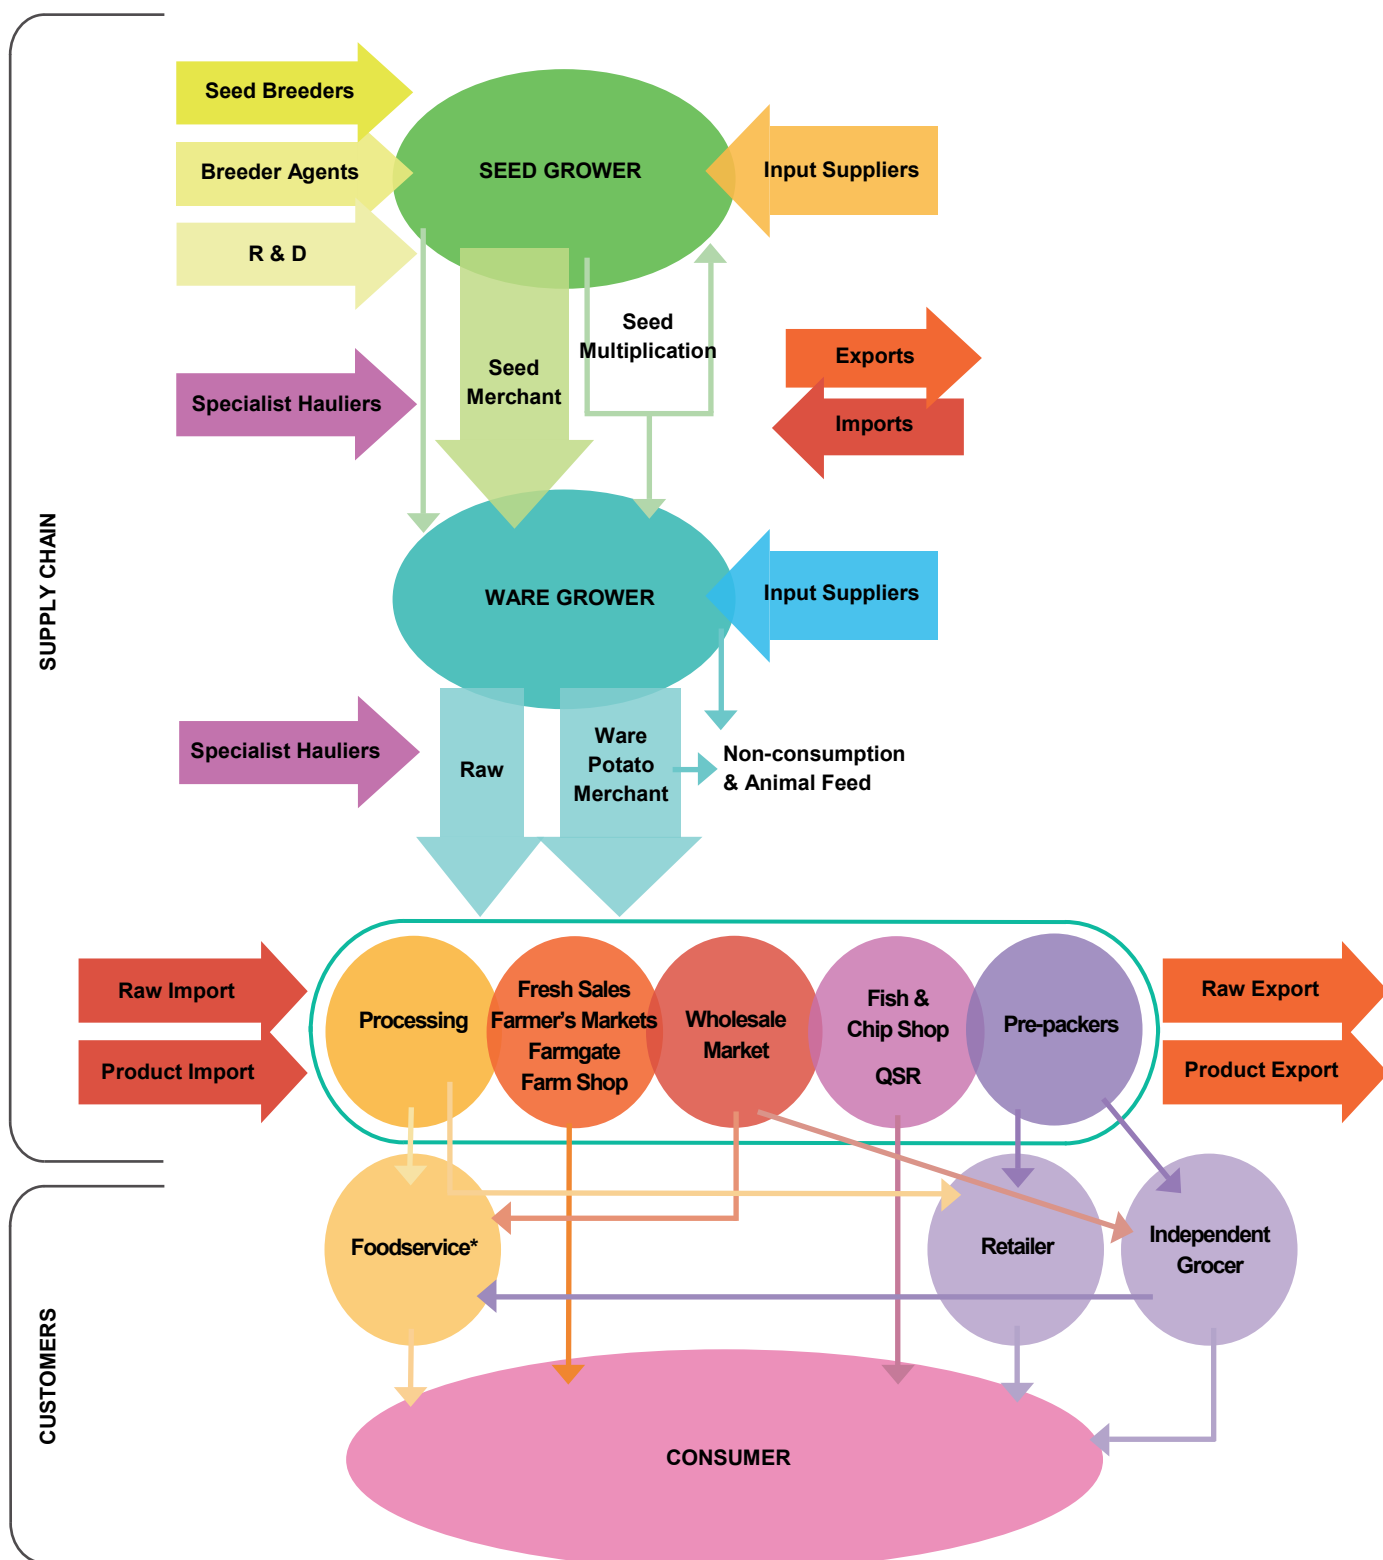 Seed Breeders
Breeder Agents
R & D
SEED GROWER
Input Suppliers
Seed
Multiplication
Seed
Merchant
Specialist Hauliers
Exports
Imports
SUPPLY CHAIN
WARE GROWER
Input Suppliers
Specialist Hauliers
Raw
Ware
Potato
Merchant
Non-consumption
& Animal Feed
Raw Import
Product Import
Processing
Fresh Sales
Farmer's Markets
Farmgate
Farm Shop
Wholesale
Market
Fish &
Chip Shop
QSR
Pre-packers
Raw Export
Product Export
CUSTOMERS
Foodservice*
Retailer
Independent
Grocer
CONSUMER